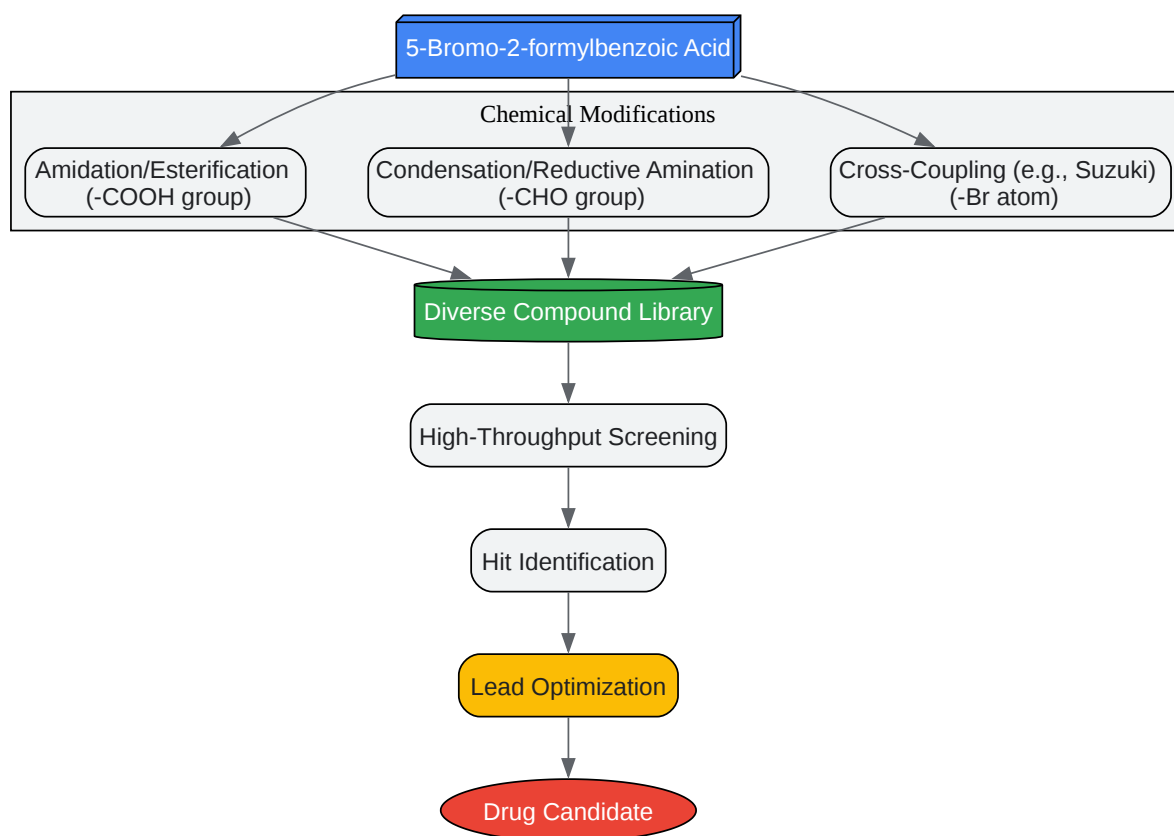 5-Bromo-2-formylbenzoic Acid
Chemical Modifications
Amidation/Esterification
(-COOH group)
Condensation/Reductive Amination
(-CHO group)
Cross-Coupling (e.g., Suzuki)
(-Br atom)
Diverse Compound Library
High-Throughput Screening
Hit Identification
Lead Optimization
Drug Candidate